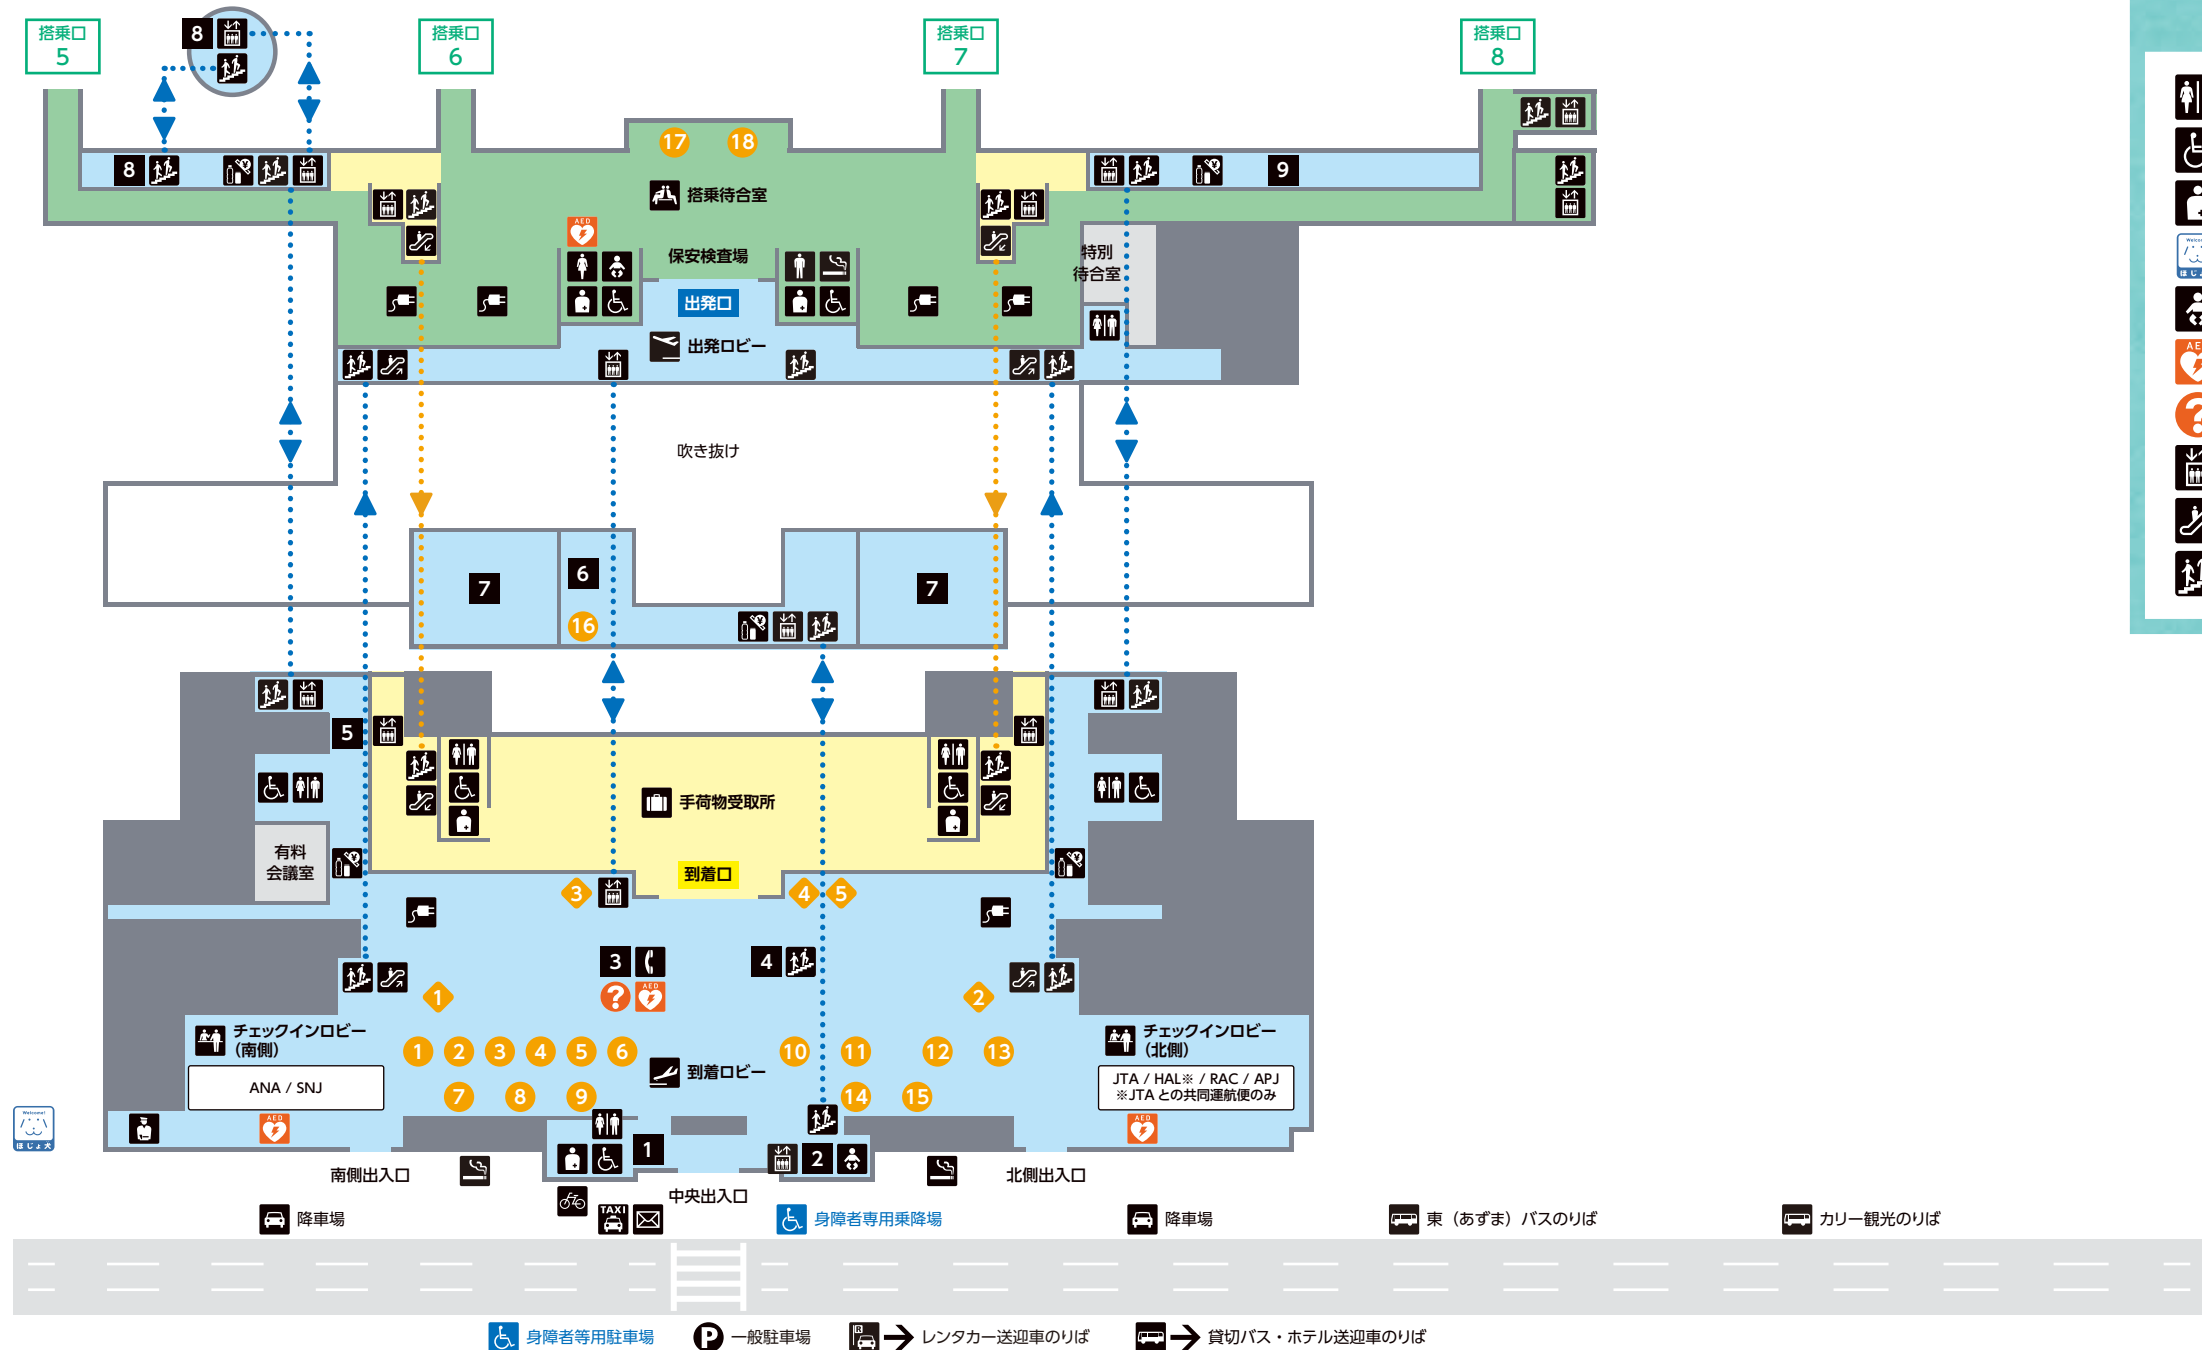 搭乗口
5
搭乗口
6
搭乗口
7
搭乗口
8
8
17
18
8
9
搭乗待合室
AED
保安検査場
特別
待合室
出発口
出発ロビー
吹き抜け
7
6
7
16
5
手荷物受取所
有料
会議室
到着口
3
4
5
3
4
AED
1
2
チェックインロビー
（南側）
ANA / SNJ
1
2
3
4
5
6
到着ロビー
10
11
12
13
チェックインロビー
（北側）
JTA / HAL※ / RAC / APJ
※JTA との共同運航便のみ
7
8
9
14
15
Welcome!
ほじょ犬
AED
AED
1
2
南側出入口
中央出入口
北側出入口
降車場
TAXI
身障者専用乗降場
降車場
東（あずま）バスのりば
カリー観光のりば
身障者等用駐車場
P
一般駐車場
R
レンタカー送迎車のりば
貸切バス・ホテル送迎車のりば